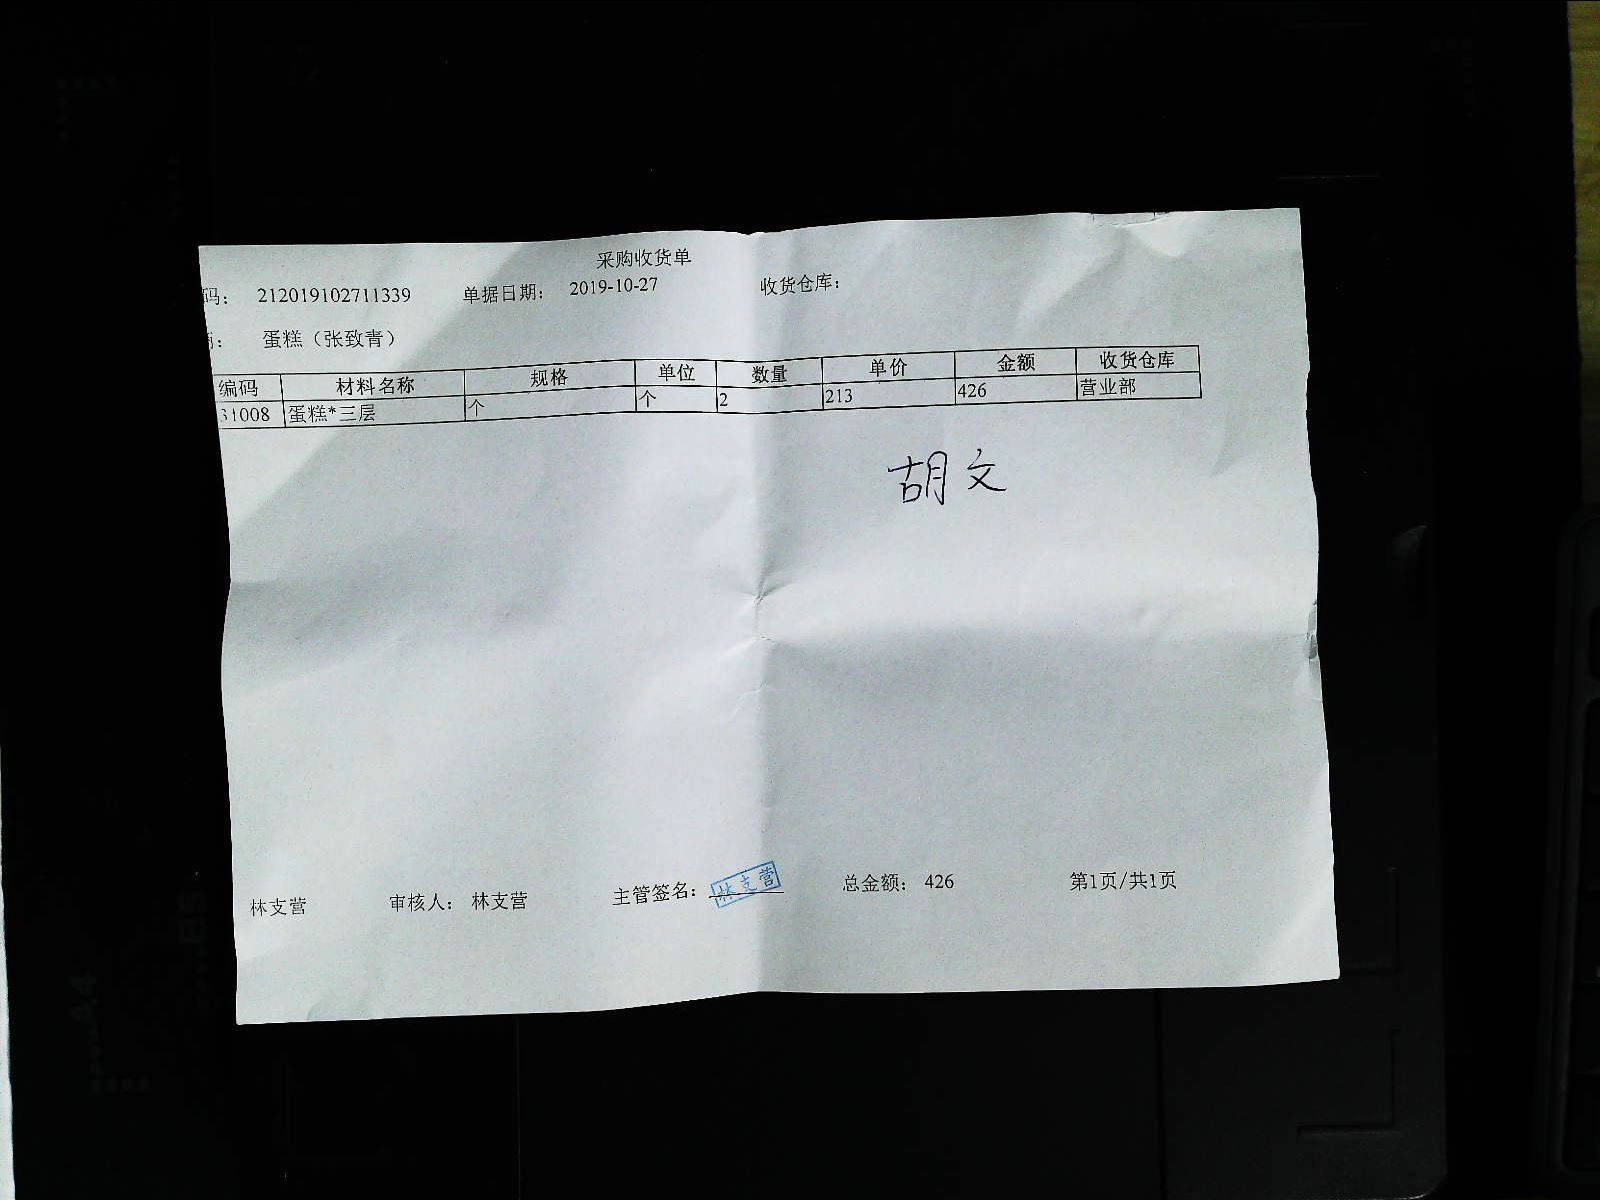 采购收货单
码： 212019102711339 单据日期： 2019-10-27 收货仓库：
蛋糕（张致青）
编码 材料名称 规格 单位 数量 单价 金额 收货仓库
31008 蛋糕*三层 个 个 2 213 426 营业部
胡文
林支营 审核人： 林支营 主管签名： 林支营 总金额： 426 第1页/共1页